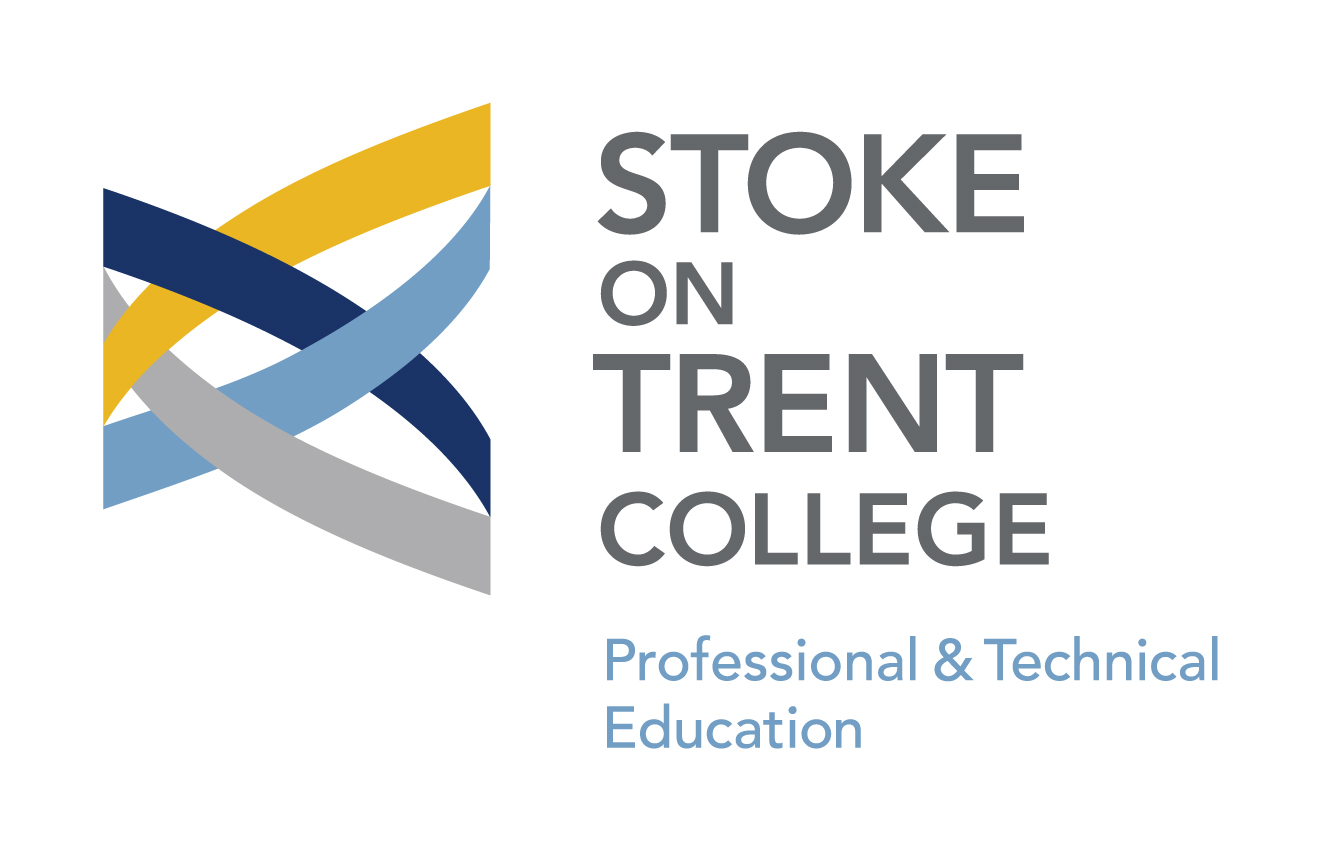 STOKE
ON
TRENT
COLLEGE
Professional & Technical
Education